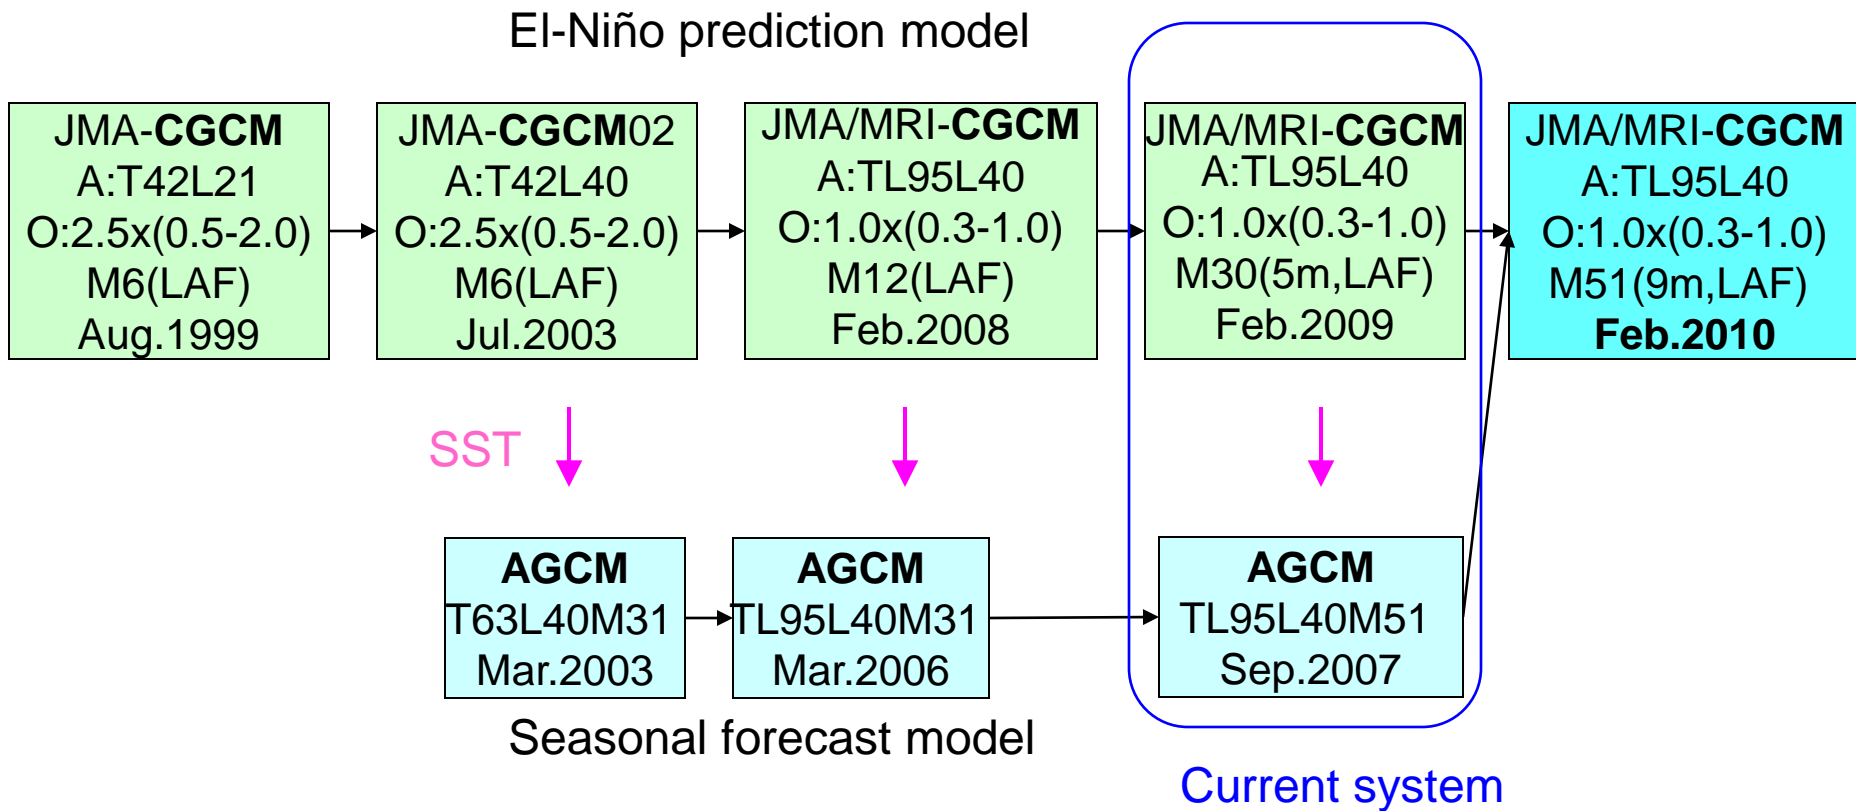 El-Niño prediction model
JMA-CGCM
A:T42L21
O:2.5x(0.5-2.0)
M6(LAF)
Aug.1999
JMA-CGCM02
A:T42L40
O:2.5x(0.5-2.0)
M6(LAF)
Jul.2003
JMA/MRI-CGCM
A:TL95L40
O:1.0x(0.3-1.0)
M12(LAF)
Feb.2008
JMA/MRI-CGCM
A:TL95L40
O:1.0x(0.3-1.0)
M30(5m,LAF)
Feb.2009
JMA/MRI-CGCM
A:TL95L40
O:1.0x(0.3-1.0)
M51(9m,LAF)
Feb.2010
SST
AGCM
T63L40M31
Mar.2003
AGCM
TL95L40M31
Mar.2006
AGCM
TL95L40M51
Sep.2007
Seasonal forecast model
Current system